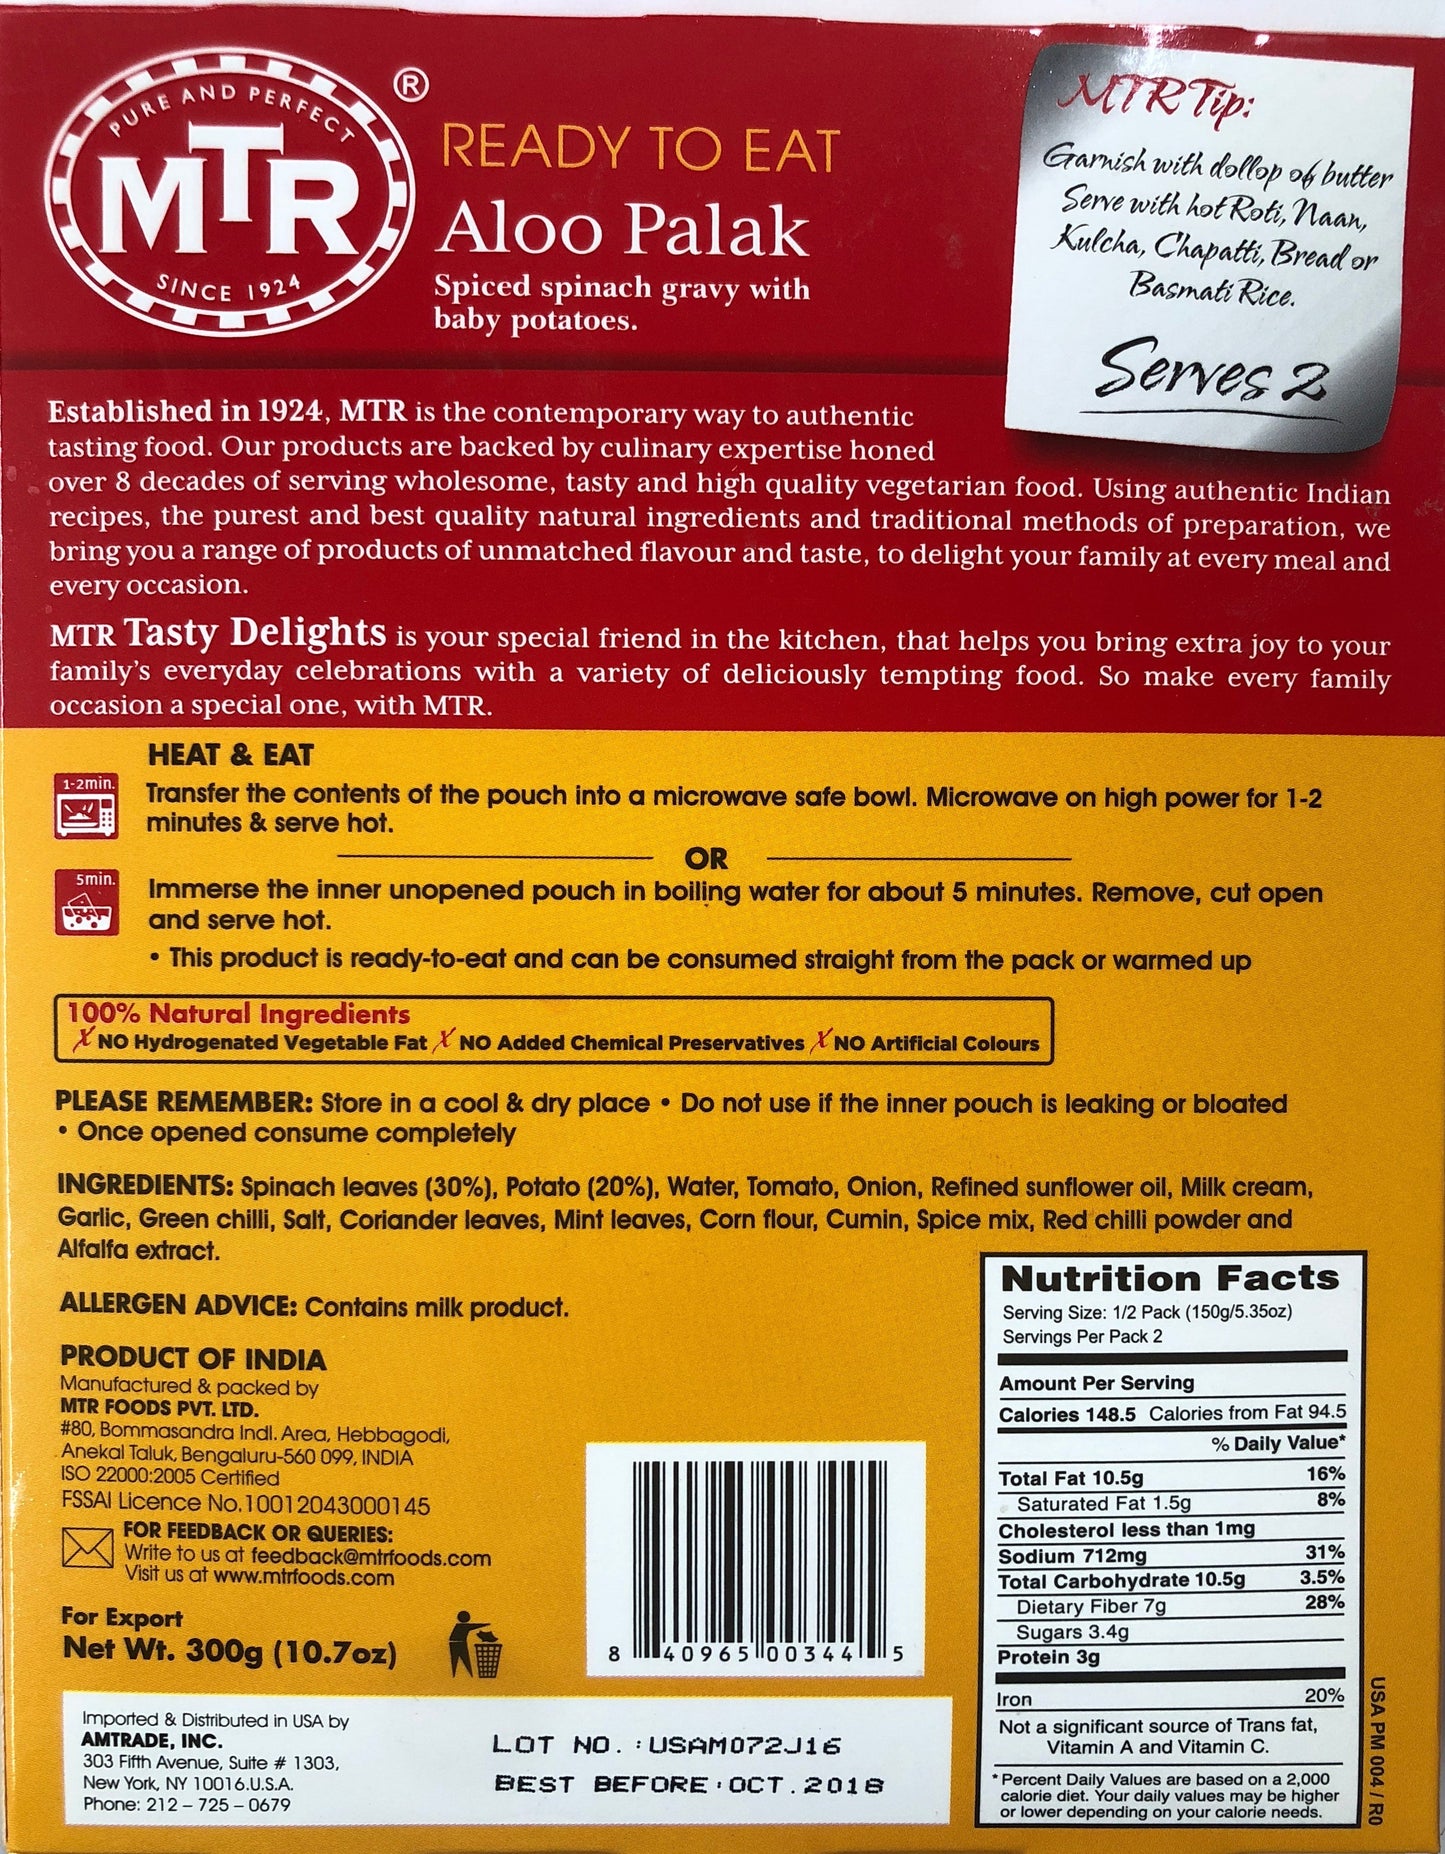 PURE AND PERFECT
MTR
SINCE 1924
®
READY TO EAT
Aloo Palak
Spiced spinach gravy with
baby potatoes.
MTR Tip:
Garnish with dollop of butter
Serve with hot Roti, Naan,
Kulcha, Chapatti, Bread or
Basmati Rice.
Serves 2
Established in 1924, MTR is the contemporary way to authentic
tasting food. Our products are backed by culinary expertise honed
over 8 decades of serving wholesome, tasty and high quality vegetarian food. Using authentic Indian
recipes, the purest and best quality natural ingredients and traditional methods of preparation, we
bring you a range of products of unmatched flavour and taste, to delight your family at every meal and
every occasion.
MTR Tasty Delights is your special friend in the kitchen, that helps you bring extra joy to your
family's everyday celebrations with a variety of deliciously tempting food. So make every family
occasion a special one, with MTR.
HEAT & EAT
1-2min.
Transfer the contents of the pouch into a microwave safe bowl. Microwave on high power for 1-2
minutes & serve hot.
OR
5min.
Immerse the inner unopened pouch in boiling water for about 5 minutes. Remove, cut open
and serve hot.
• This product is ready-to-eat and can be consumed straight from the pack or warmed up
100% Natural Ingredients
X NO Hydrogenated Vegetable Fat X NO Added Chemical Preservatives X NO Artificial Colours
PLEASE REMEMBER: Store in a cool & dry place • Do not use if the inner pouch is leaking or bloated
• Once opened consume completely
INGREDIENTS: Spinach leaves (30%), Potato (20%), Water, Tomato, Onion, Refined sunflower oil, Milk cream,
Garlic, Green chilli, Salt, Coriander leaves, Mint leaves, Corn flour, Cumin, Spice mix, Red chilli powder and
Alfalfa extract.
ALLERGEN ADVICE: Contains milk product.
PRODUCT OF INDIA
Manufactured & packed by
MTR FOODS PVT. LTD.
#80, Bommasandra Indl. Area, Hebbagodi,
Anekal Taluk, Bengaluru-560 099, INDIA
ISO 22000:2005 Certified
FSSAI Licence No.10012043000145
FOR FEEDBACK OR QUERIES:
Write to us at feedback@mtrfoods.com
Visit us at www.mtrfoods.com
For Export
Net Wt. 300g (10.7oz)
8 40965 00344 5
Imported & Distributed in USA by
AMTRADE, INC.
303 Fifth Avenue, Suite # 1303,
New York, NY 10016.U.S.A.
Phone: 212 – 725 – 0679
LOT NO. : USAM072J16
BEST BEFORE : OCT . 2018
Nutrition Facts
Serving Size: 1/2 Pack (150g/5.35oz)
Servings Per Pack 2
Amount Per Serving
Calories 148.5 Calories from Fat 94.5
% Daily Value*
Total Fat 10.5g 16%
Saturated Fat 1.5g 8%
Cholesterol less than 1mg
Sodium 712mg 31%
Total Carbohydrate 10.5g 3.5%
Dietary Fiber 7g 28%
Sugars 3.4g
Protein 3g
Iron 20%
Not a significant source of Trans fat,
Vitamin A and Vitamin C.
* Percent Daily Values are based on a 2,000
calorie diet. Your daily values may be higher
or lower depending on your calorie needs.
USA PM 004 / R0